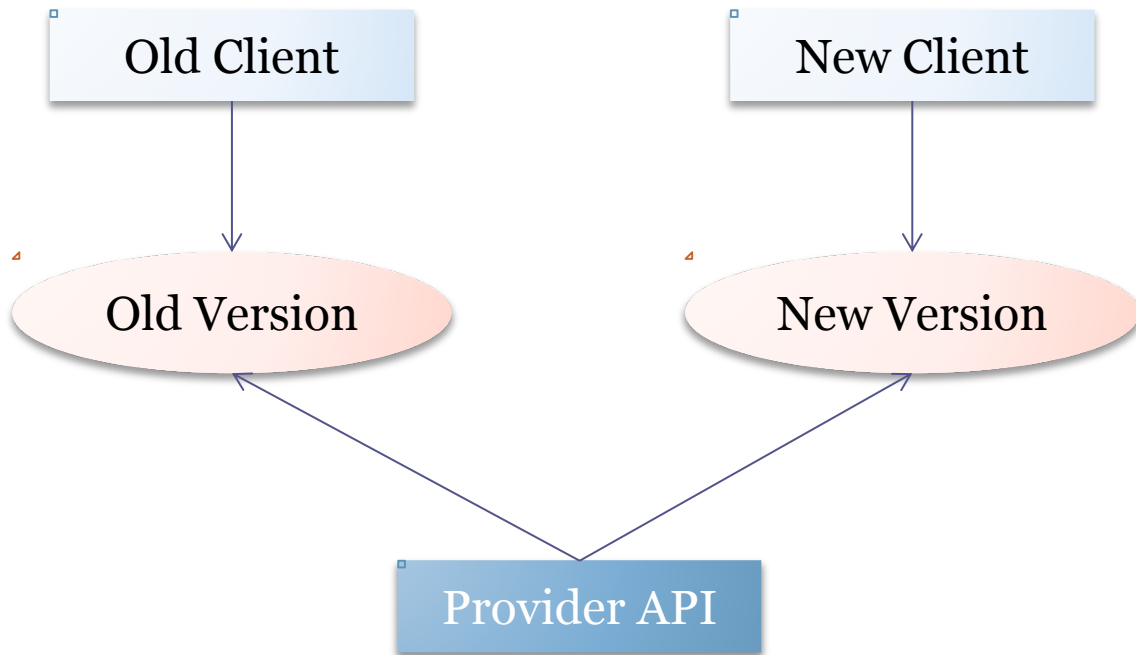 Old Client
New Client
Old Version
New Version
Provider API